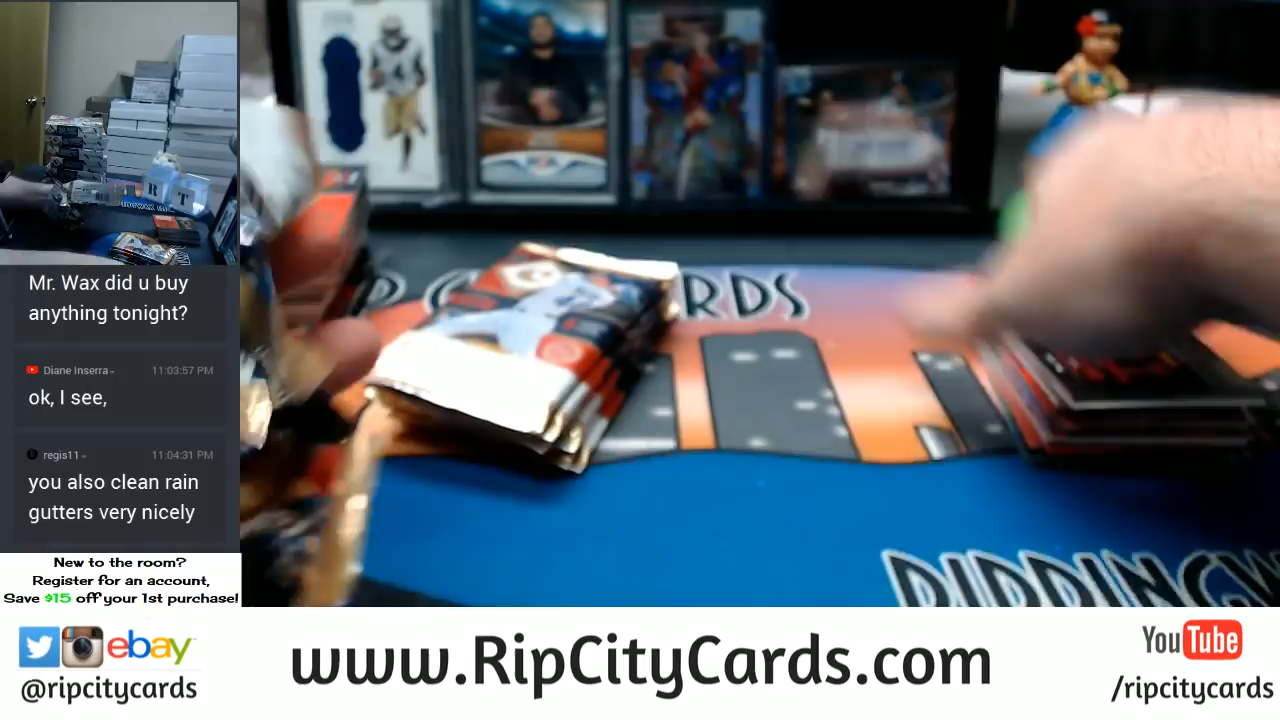 Mr. Wax did u buy
anything tonight?
Diane Inserra 11:03:57 PM
ok, I see,
regis11 11:04:31 PM
you also clean rain
gutters very nicely
New to the room?
Register for an account,
Save $15 off your 1st purchase!
R
T
RDS
ebay
@ripcitycards
www.RipCityCards.com
YouTube
/ripcitycards